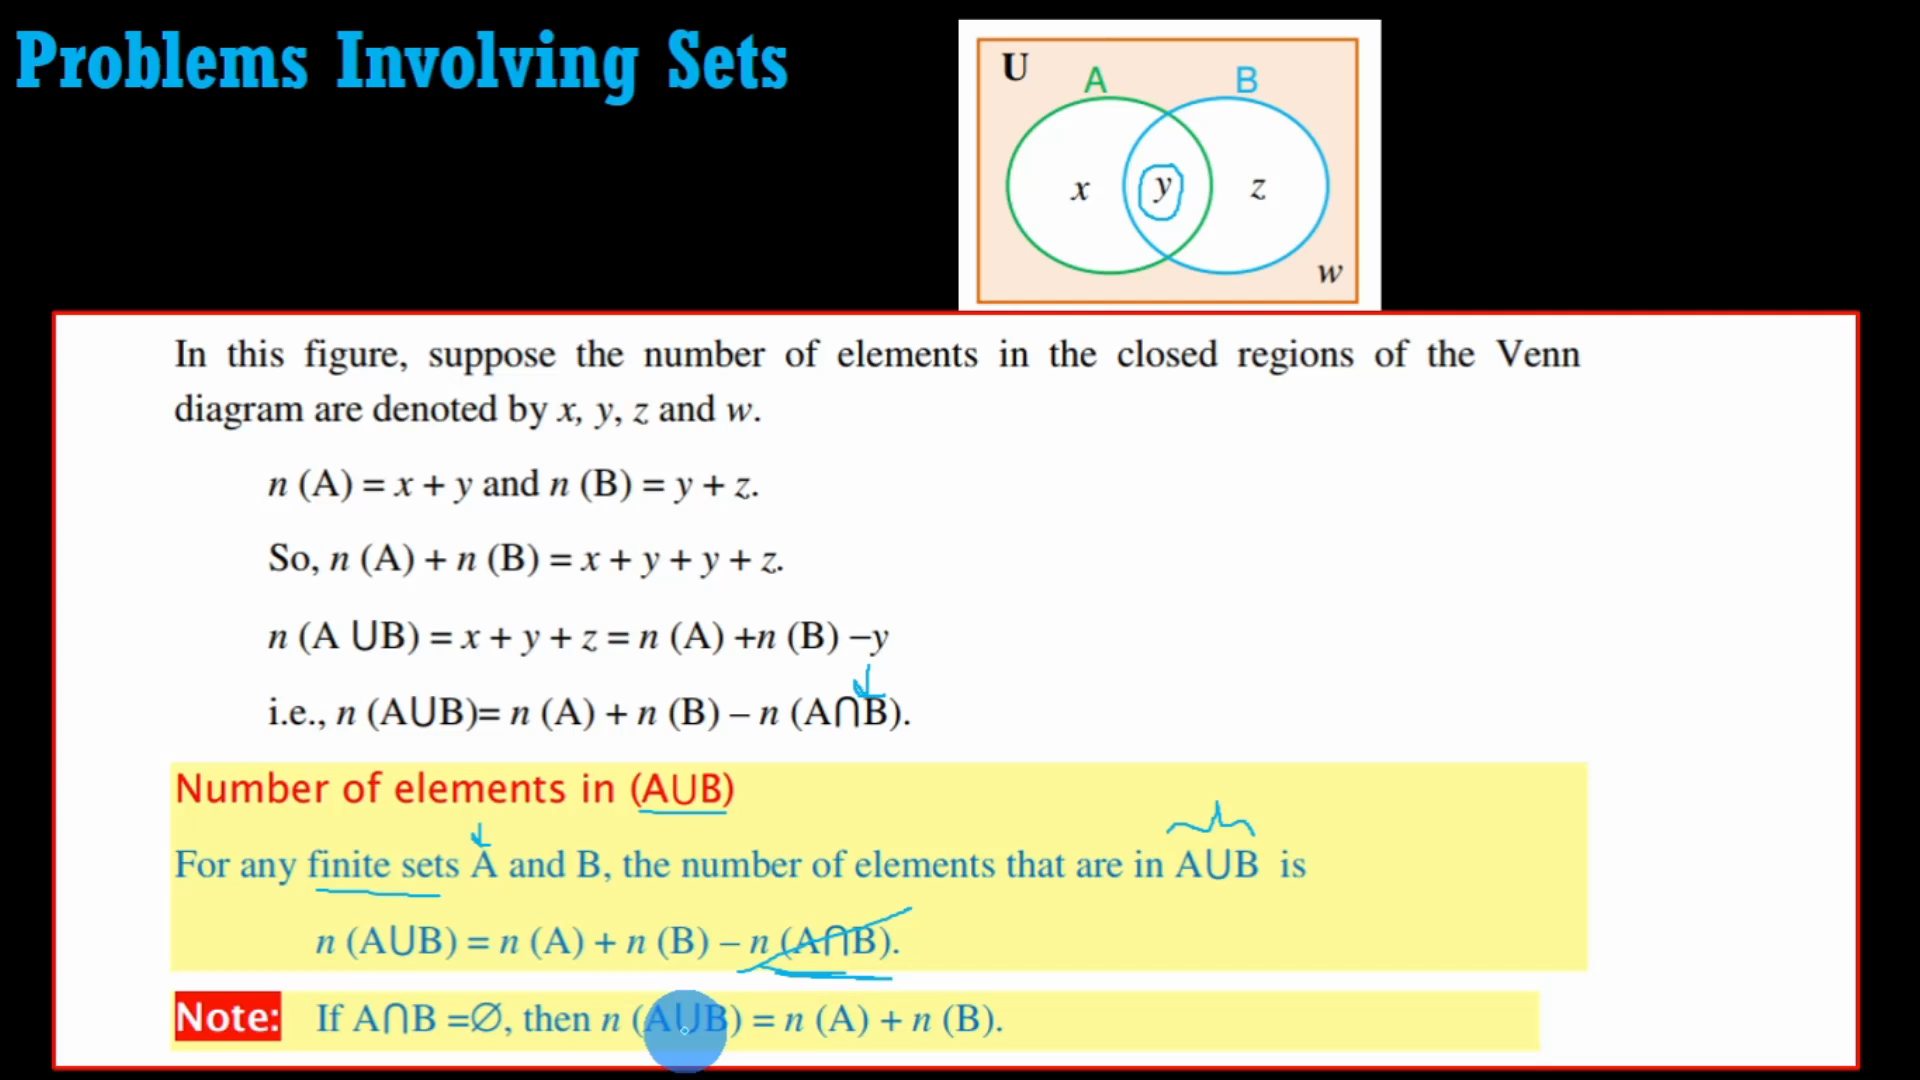 Problems Involving Sets
U
A
B
x
y
z
w
In this figure, suppose the number of elements in the closed regions of the Venn
diagram are denoted by x, y, z and w.
n (A) = x + y and n (B) = y + z.
So, n (A) + n (B) = x + y + y + z.
n (A ∪B) = x + y + z = n (A) +n (B) –y
i.e., n (A∪B)= n (A) + n (B) – n (A∩B).
Number of elements in (A∪B)
For any finite sets A and B, the number of elements that are in A∪B is
n (A∪B) = n (A) + n (B) – n (A∩B).
Note: If A∩B =∅, then n (A∪B) = n (A) + n (B).